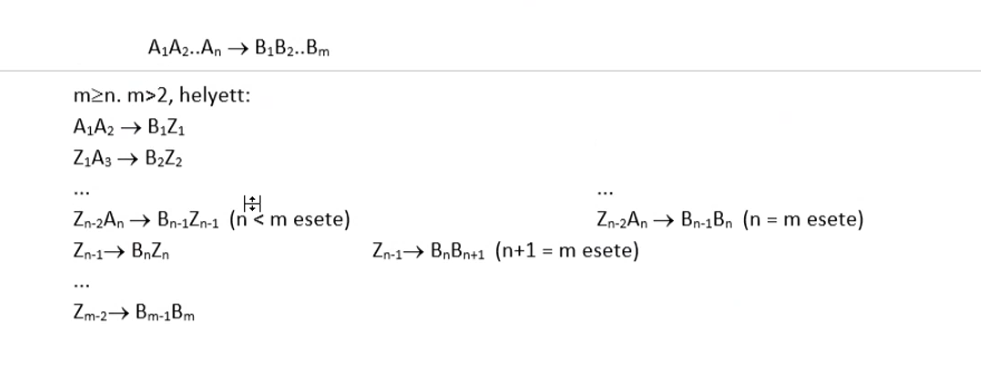 A₁A₂..Aₙ → B₁B₂..Bₘ
m≥n. m>2, helyett:
A₁A₂ → B₁Z₁
Z₁A₃ → B₂Z₂
... ...
Zₙ₋₂Aₙ → Bₙ₋₁Zₙ₋₁ (n < m esete) Zₙ₋₂Aₙ → Bₙ₋₁Bₙ (n = m esete)
Zₙ₋₁→ BₙZₙ Zₙ₋₁→ BₙBₙ₊₁ (n+1 = m esete)
...
Zₘ₋₂→ Bₘ₋₁Bₘ